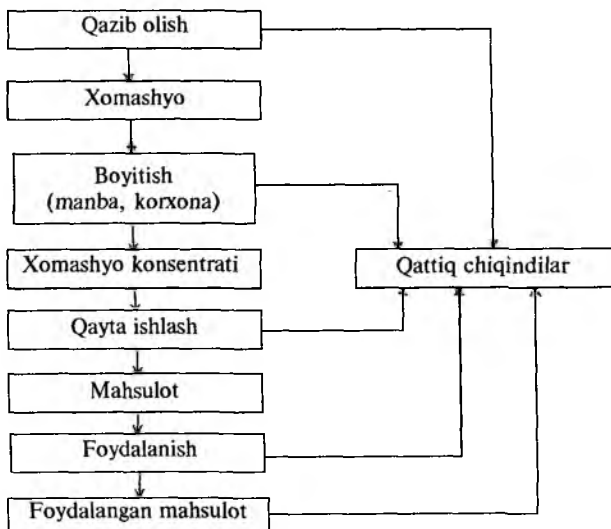 Qazib olish
Xomashyo
Boyitish
(manba, korxona)
Xomashyo konsentrati
Qattiq chiqindilar
Qayta ishlash
Mahsulot
Foydalanish
Foydalangan mahsulot